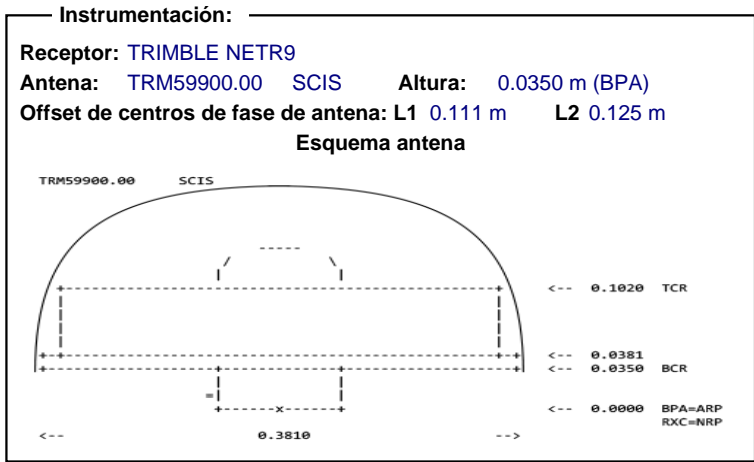 Instrumentación:
Receptor: TRIMBLE NETR9
Antena: TRM59900.00 SCIS Altura: 0.0350 m (BPA)
Offset de centros de fase de antena: L1 0.111 m L2 0.125 m
Esquema antena
TRM59900.00 SCIS
<-- 0.1020 TCR
<-- 0.0381
<-- 0.0350 BCR
=
x
<-- 0.0000 BPA=ARP
RXC=NRP
<-- 0.3810 -->